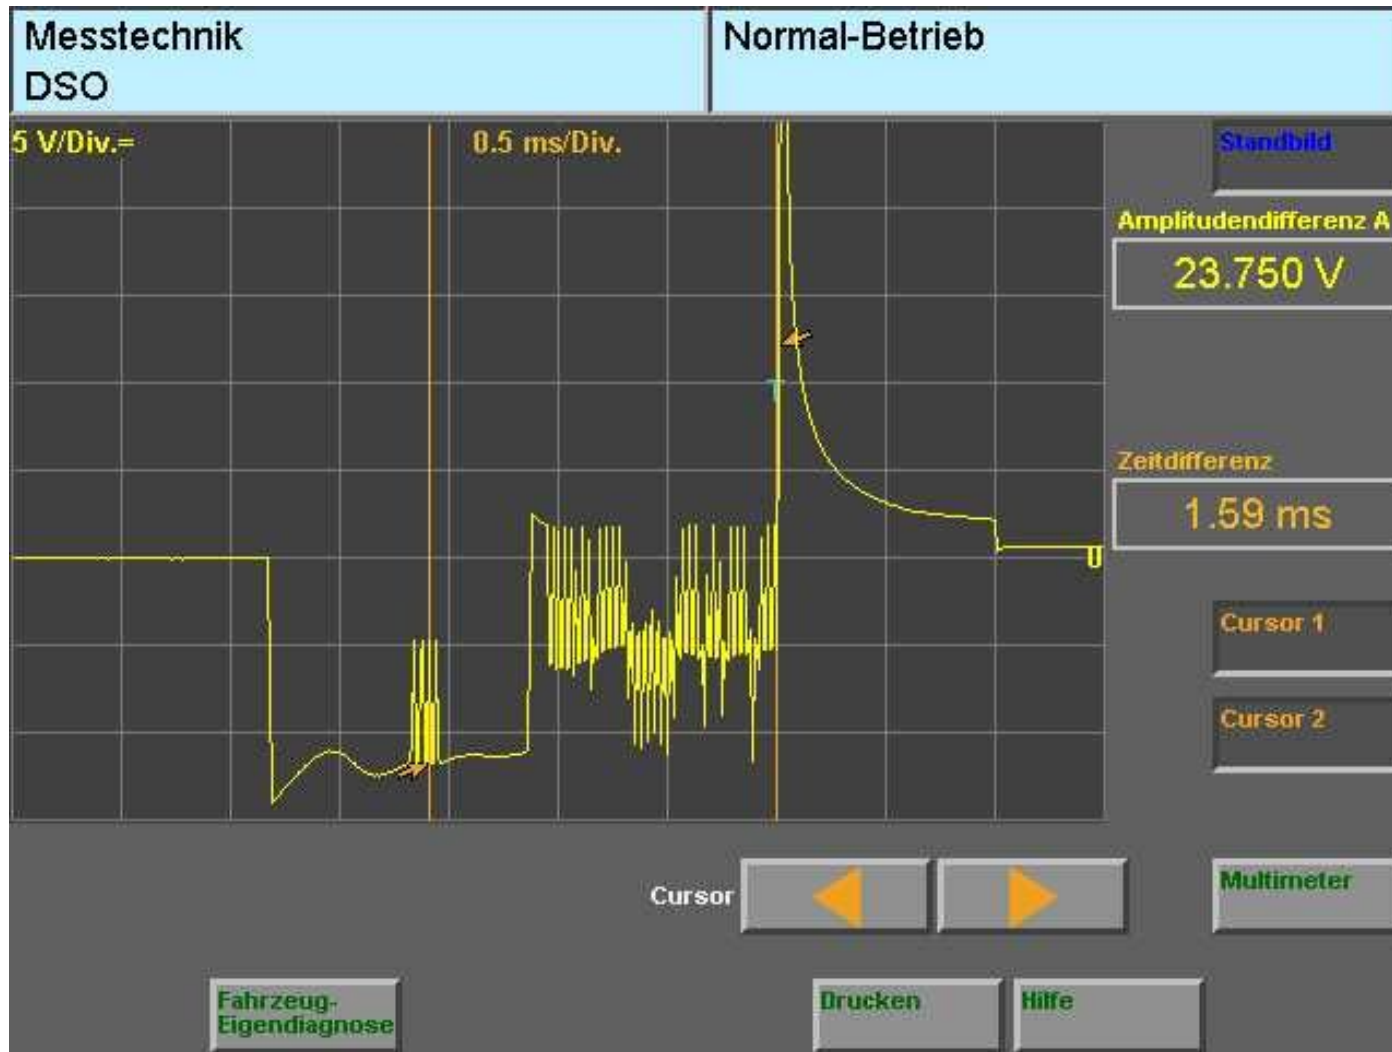 Messtechnik
DSO
Normal-Betrieb
5 V/Div.=
0.5 ms/Div.
Standbild
Amplitudendifferenz A
23.750 V
T
Zeitdifferenz
1.59 ms
U
Cursor 1
Cursor 2
Cursor
Multimeter
Fahrzeug-
Eigendiagnose
Drucken
Hilfe